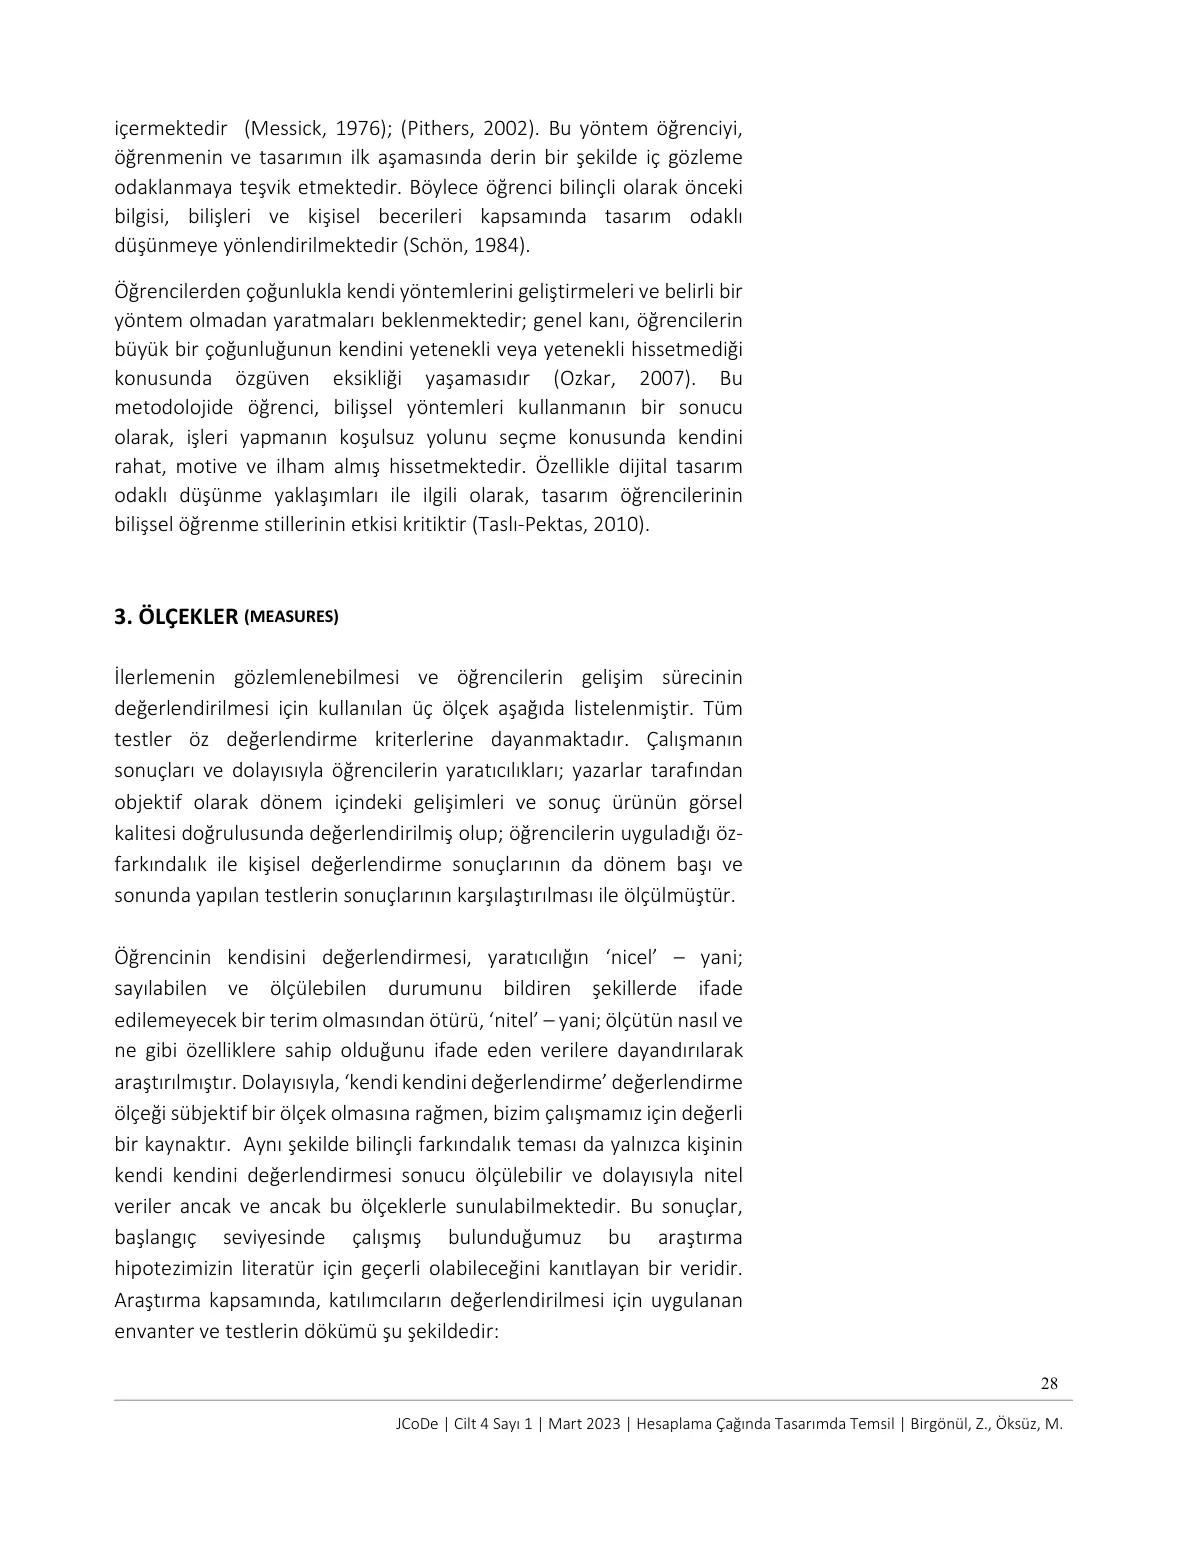 içermektedir  (Messick, 1976); (Pithers, 2002). Bu yöntem öğrenciyi,
öğrenmenin ve tasarımın ilk aşamasında derin bir şekilde iç gözleme
odaklanmaya teşvik etmektedir. Böylece öğrenci bilinçli olarak önceki
bilgisi, bilişleri ve kişisel becerileri kapsamında tasarım odaklı
düşünmeye yönlendirilmektedir (Schön, 1984).
Öğrencilerden çoğunlukla kendi yöntemlerini geliştirmeleri ve belirli bir
yöntem olmadan yaratmaları beklenmektedir; genel kanı, öğrencilerin
büyük bir çoğunluğunun kendini yetenekli veya yetenekli hissetmediği
konusunda özgüven eksikliği yaşamasıdır (Ozkar, 2007). Bu
metodolojide öğrenci, bilişsel yöntemleri kullanmanın bir sonucu
olarak, işleri yapmanın koşulsuz yolunu seçme konusunda kendini
rahat, motive ve ilham almış hissetmektedir. Özellikle dijital tasarım
odaklı düşünme yaklaşımları ile ilgili olarak, tasarım öğrencilerinin
bilişsel öğrenme stillerinin etkisi kritiktir (Taslı-Pektas, 2010).
3. ÖLÇEKLER (MEASURES)
İlerlemenin gözlemlenebilmesi ve öğrencilerin gelişim sürecinin
değerlendirilmesi için kullanılan üç ölçek aşağıda listelenmiştir. Tüm
testler öz değerlendirme kriterlerine dayanmaktadır. Çalışmanın
sonuçları ve dolayısıyla öğrencilerin yaratıcılıkları; yazarlar tarafından
objektif olarak dönem içindeki gelişimleri ve sonuç ürünün görsel
kalitesi doğrulusunda değerlendirilmiş olup; öğrencilerin uyguladığı öz-
farkındalık ile kişisel değerlendirme sonuçlarının da dönem başı ve
sonunda yapılan testlerin sonuçlarının karşılaştırılması ile ölçülmüştür.
Öğrencinin kendisini değerlendirmesi, yaratıcılığın ‘nicel’ – yani;
sayılabilen ve ölçülebilen durumunu bildiren şekillerde ifade
edilemeyecek bir terim olmasından ötürü, ‘nitel’ – yani; ölçütün nasıl ve
ne gibi özelliklere sahip olduğunu ifade eden verilere dayandırılarak
araştırılmıştır. Dolayısıyla, ‘kendi kendini değerlendirme’ değerlendirme
ölçeği sübjektif bir ölçek olmasına rağmen, bizim çalışmamız için değerli
bir kaynaktır.  Aynı şekilde bilinçli farkındalık teması da yalnızca kişinin
kendi kendini değerlendirmesi sonucu ölçülebilir ve dolayısıyla nitel
veriler ancak ve ancak bu ölçeklerle sunulabilmektedir. Bu sonuçlar,
başlangıç seviyesinde çalışmış bulunduğumuz bu araştırma
hipotezimizin literatür için geçerli olabileceğini kanıtlayan bir veridir.
Araştırma kapsamında, katılımcıların değerlendirilmesi için uygulanan
envanter ve testlerin dökümü şu şekildedir:
28
JCoDe | Cilt 4 Sayı 1 | Mart 2023 | Hesaplama Çağında Tasarımda Temsil | Birgönül, Z., Öksüz, M.